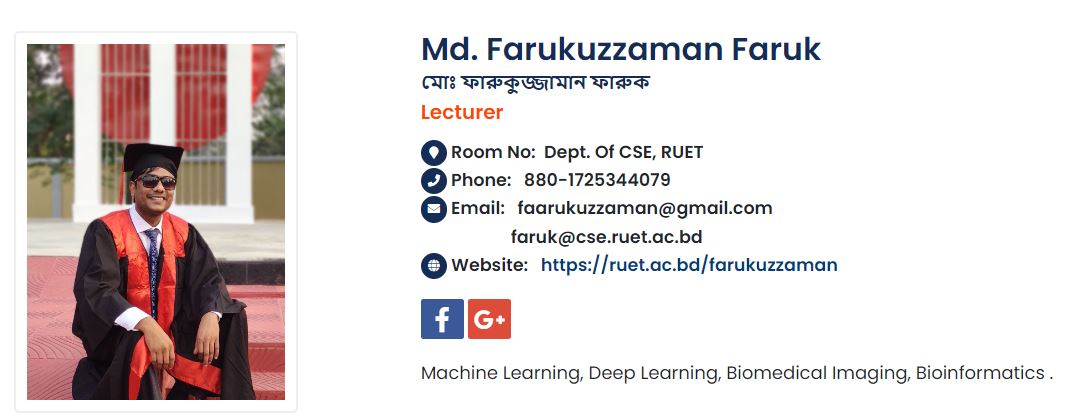 Md. Farukuzzaman Faruk
মোঃ ফারুকুজ্জামান ফারুক
Lecturer
Room No: Dept. Of CSE, RUET
Phone: 880-1725344079
Email: faarukuzzaman@gmail.com
faruk@cse.ruet.ac.bd
Website: https://ruet.ac.bd/farukuzzaman
f G+
Machine Learning, Deep Learning, Biomedical Imaging, Bioinformatics .